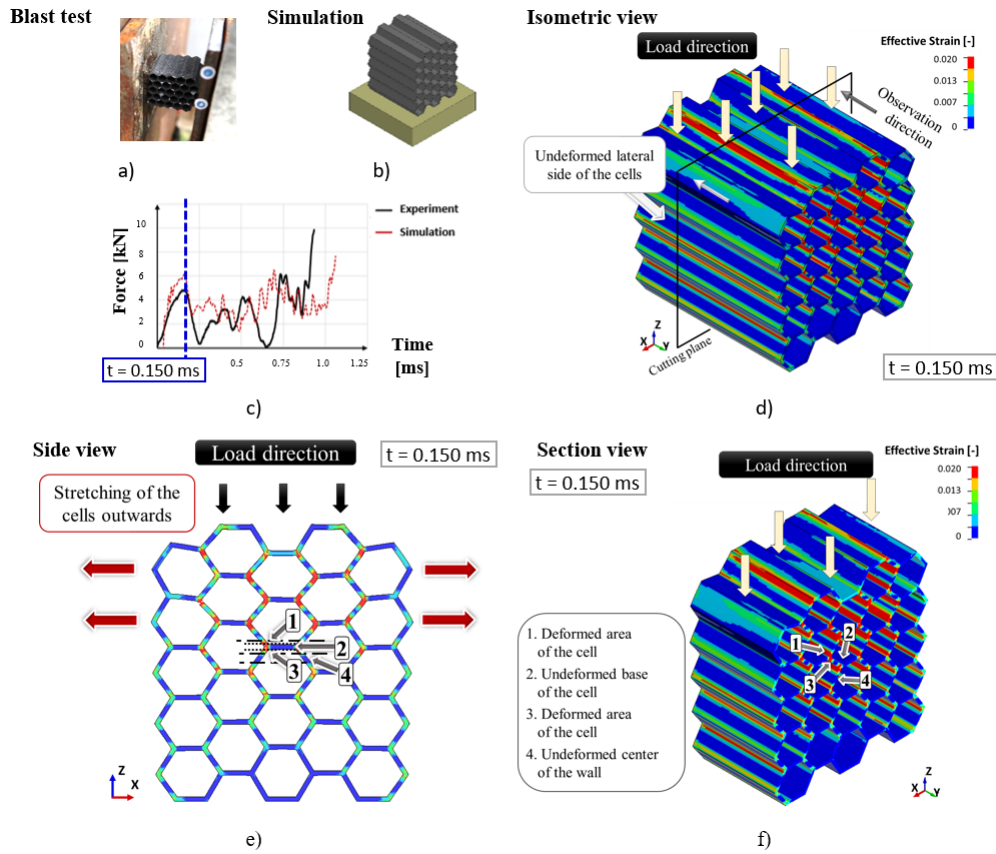 Blast test
Simulation
a)
b)
Isometric view
Load direction
Effective Strain [-]
0.020
0.013
0.007
0
Observation
direction
Undeformed lateral
side of the cells
Z
X
Y
Cutting plane
t = 0.150 ms
d)
Force [kN]
10
8
6
4
2
0
Experiment
Simulation
0.5
0.75
1.0
1.25
Time
[ms]
t = 0.150 ms
c)
Side view
Load direction
t = 0.150 ms
Stretching of the
cells outwards
1
2
3
4
Z
X
e)
Section view
t = 0.150 ms
Load direction
Effective Strain [-]
0.020
0.013
007
0
1. Deformed area
of the cell
2. Undeformed base
of the cell
3. Deformed area
of the cell
4. Undeformed center
of the wall
1
2
3
4
Z
X
Y
f)